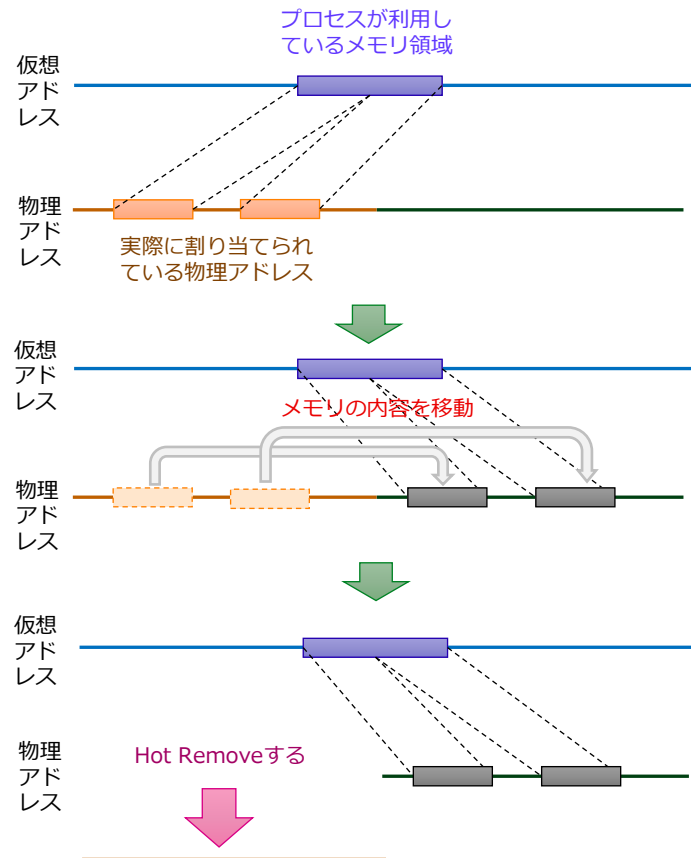 プロセスが利用し
ているメモリ領域
仮想
アド
レス
物理
アド
レス
実際に割り当てられ
ている物理アドレス
仮想
アド
レス
メモリの内容を移動
物理
アド
レス
仮想
アド
レス
物理
アド
レス
Hot Removeする